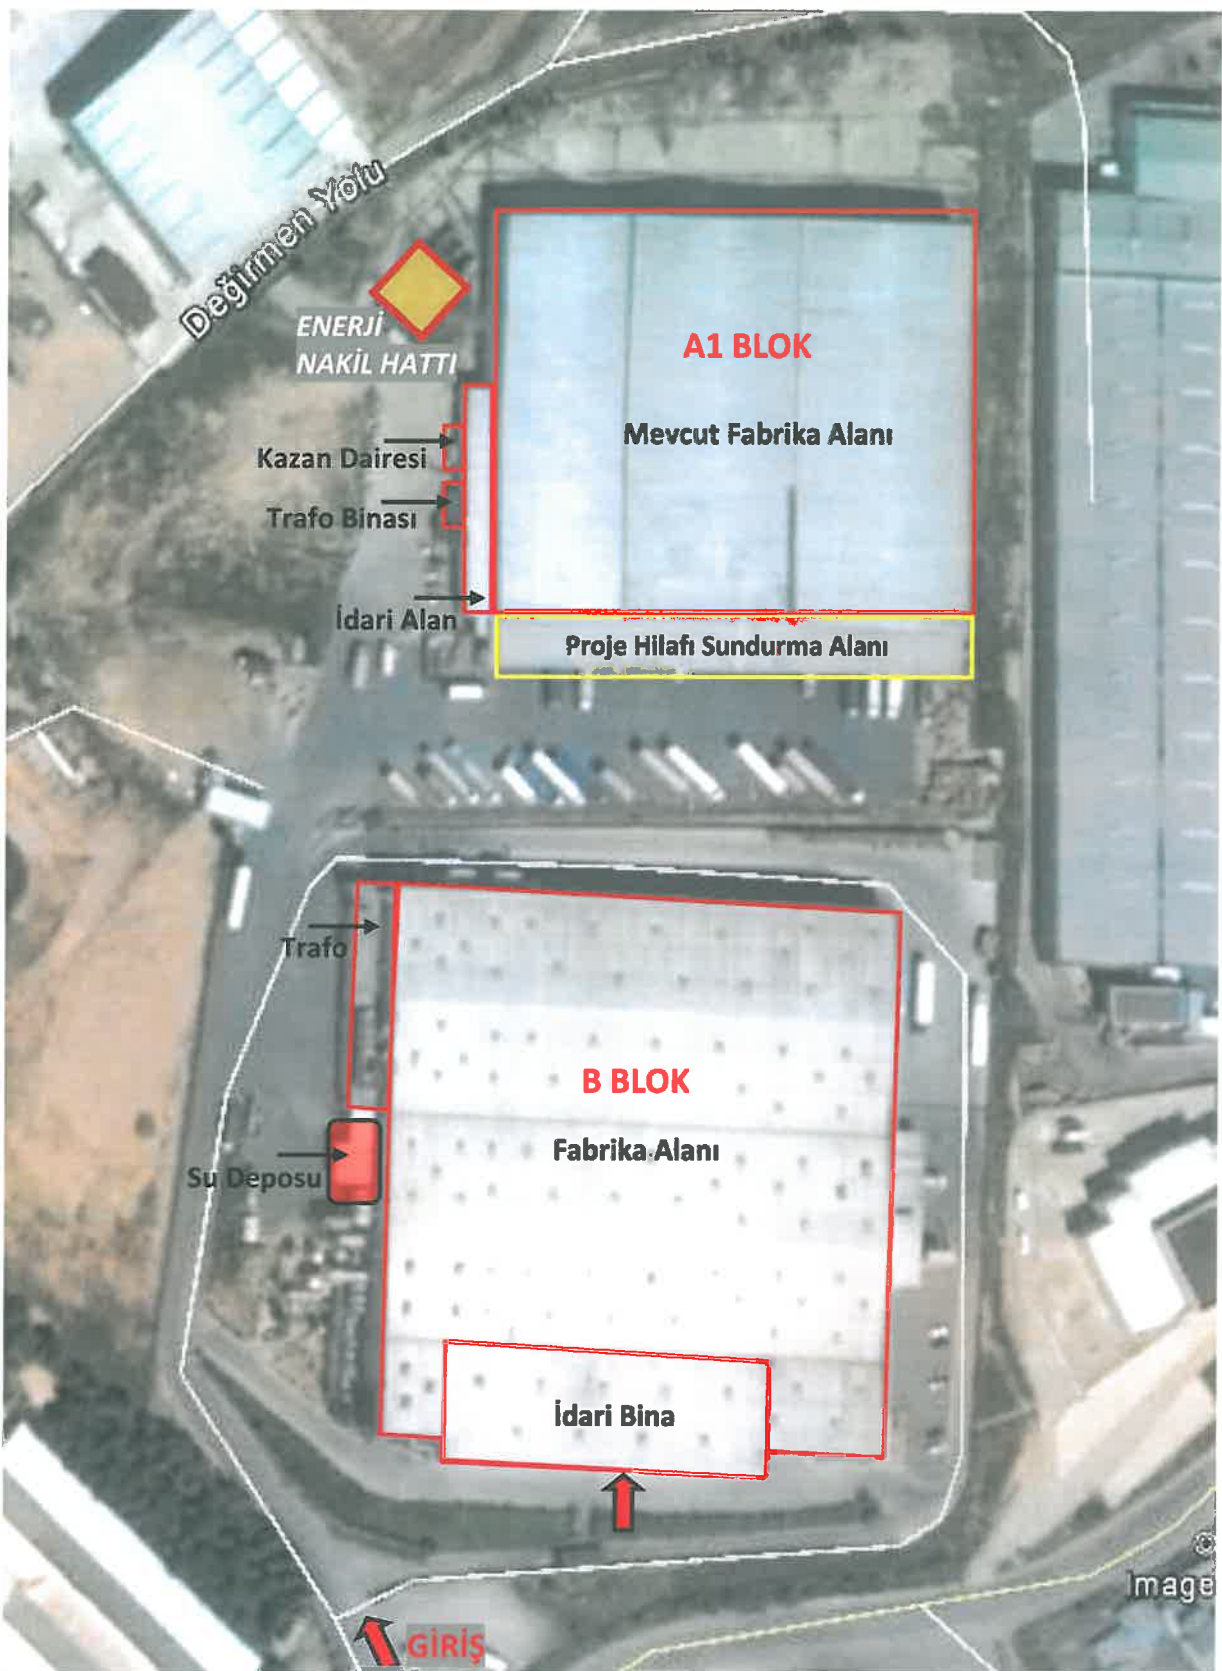 Değirmen Yolu
ENERJİ
NAKİL HATTI
A1 BLOK
Mevcut Fabrika Alanı
Kazan Dairesi
Trafo Binası
İdari Alan
Proje Hilafı Sundurma Alanı
Trafo
B BLOK
Fabrika Alanı
Su Deposu
İdari Bina
©
Image
GİRİŞ